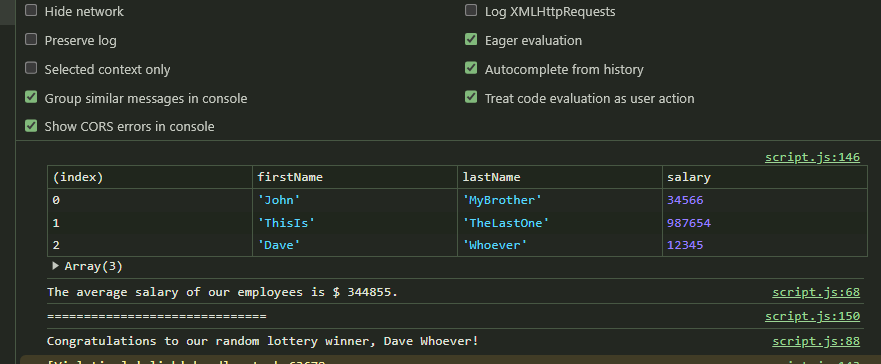 Hide network
Log XMLHttpRequests
Preserve log
Eager evaluation
Selected context only
Autocomplete from history
Group similar messages in console
Treat code evaluation as user action
Show CORS errors in console
script.js:146
(index) firstName lastName salary
0 'John' 'MyBrother' 34566
1 'ThisIs' 'TheLastOne' 987654
2 'Dave' 'Whoever' 12345
Array(3)
The average salary of our employees is $ 344855. script.js:68
============================= script.js:150
Congratulations to our random lottery winner, Dave Whoever! script.js:88